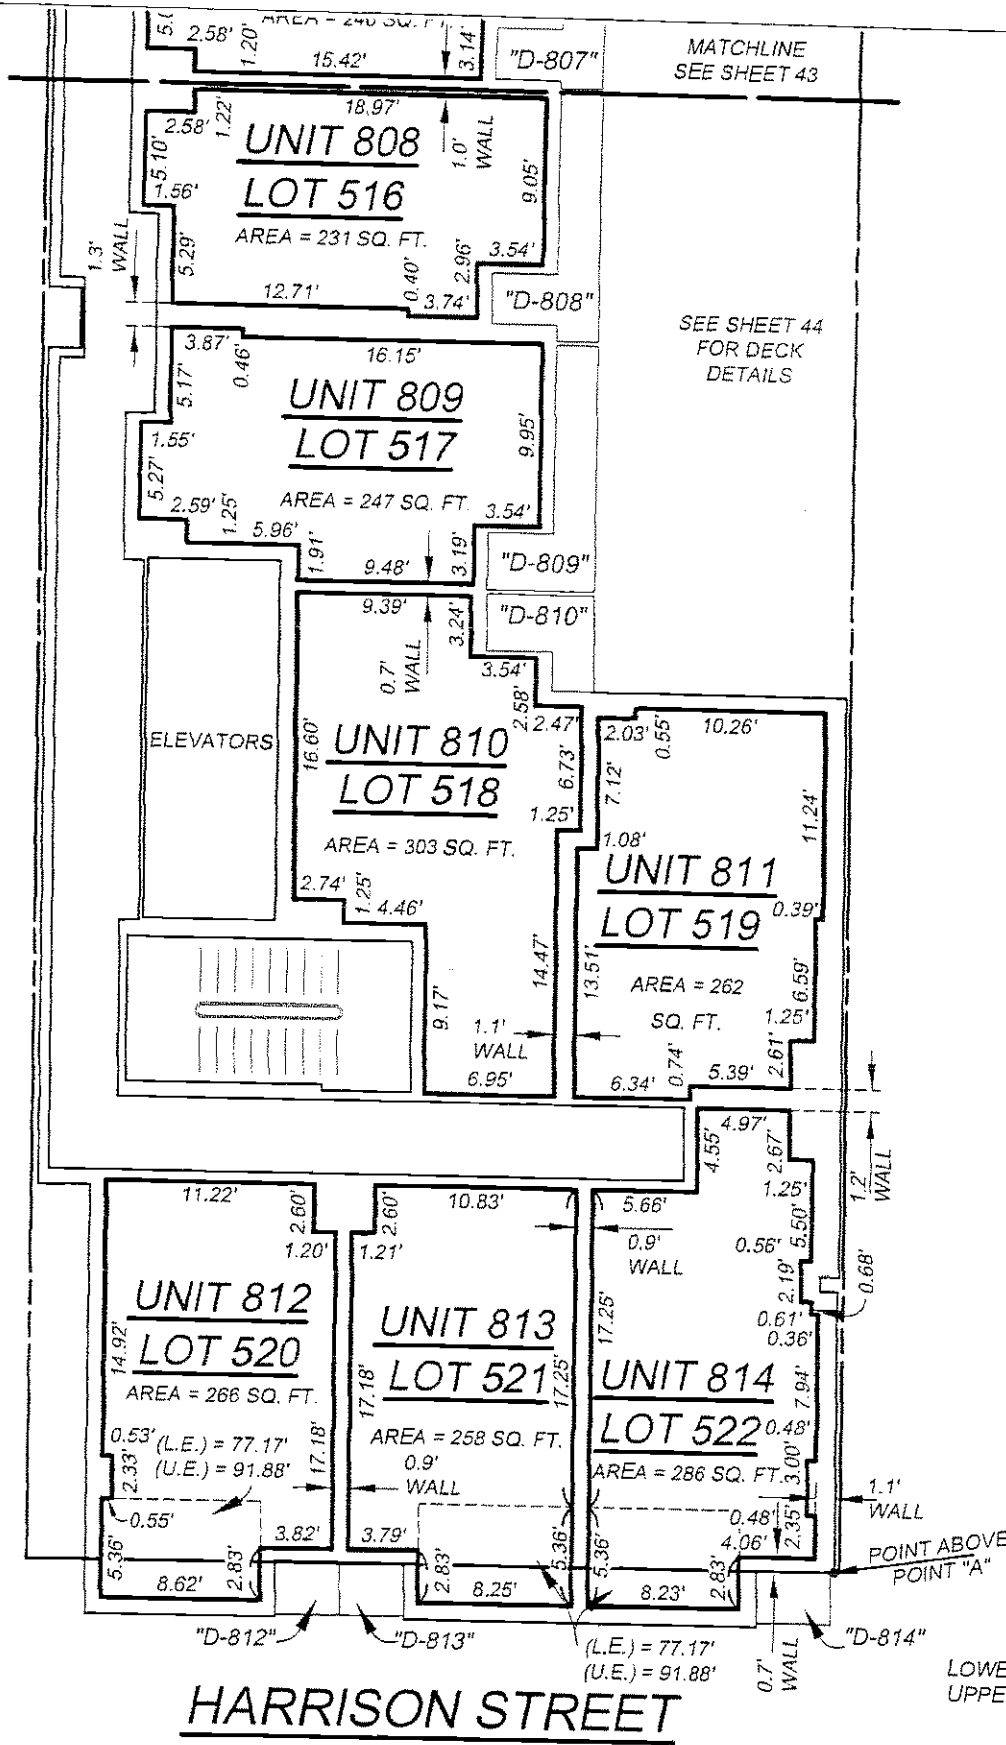 AREA = 240 SQ. FT.
2.58'
1.20'
15.42'
3.14'
"D-807"
MATCHLINE
SEE SHEET 43
18.97'
2.58'
1.22'
5.10'
1.56'
UNIT 808
LOT 516
AREA = 231 SQ. FT.
1.0'
WALL
9.05'
1.3'
WALL
5.29'
12.71'
0.40'
3.74'
2.96'
3.54'
"D-808"
SEE SHEET 44
FOR DECK
DETAILS
3.87'
0.46'
16.15'
5.17'
1.55'
5.27'
UNIT 809
LOT 517
AREA = 247 SQ. FT.
9.95'
2.59'
1.25'
5.96'
1.91'
9.48'
3.19'
3.54'
"D-809"
9.39'
3.24'
"D-810"
0.7'
WALL
3.54'
2.58'
2.47'
ELEVATORS
16.60'
UNIT 810
LOT 518
AREA = 303 SQ. FT.
6.73'
1.25'
2.03'
0.55'
10.26'
7.12'
11.24'
1.08'
UNIT 811
LOT 519
0.39'
AREA = 262
SQ. FT.
2.74'
1.25'
4.46'
9.17'
14.47'
13.51'
6.59'
1.25'
2.61'
1.1'
WALL
6.95'
6.34'
0.74'
5.39'
4.97'
4.55'
2.67'
1.2'
WALL
1.25'
11.22'
2.60'
1.20'
2.60'
10.83'
1.21'
5.66'
0.9'
WALL
5.50'
0.56'
2.19'
0.68'
0.61'
0.36'
UNIT 812
LOT 520
AREA = 266 SQ. FT.
14.92'
UNIT 813
LOT 521
AREA = 258 SQ. FT.
17.18'
17.18'
17.25'
17.25'
UNIT 814
LOT 522
AREA = 286 SQ. FT.
7.94'
0.48'
3.00'
0.53'
(L.E.) = 77.17'
(U.E.) = 91.88'
2.33'
0.55'
0.9'
WALL
1.1'
WALL
0.48'
2.35'
4.06'
POINT ABOVE
POINT "A"
5.36'
8.62'
2.83'
3.82'
3.79'
2.83'
8.25'
5.36'
5.36'
8.23'
2.83'
"D-812"
"D-813"
(L.E.) = 77.17'
(U.E.) = 91.88'
0.7'
WALL
"D-814"
HARRISON STREET